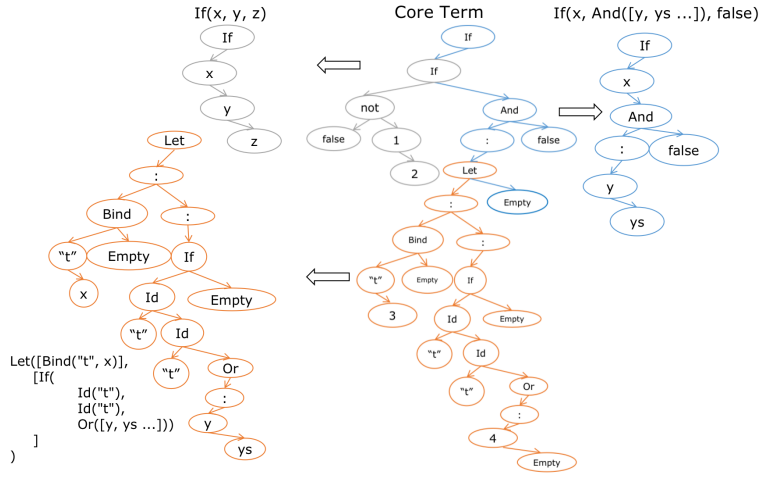 If(x, y, z)
Core Term
If(x, And([y, ys ...]), false)
If
x
y
z
If
If
not
And
false
1
:
false
2
Let
Empty
:
Bind
:
"t"
Empty
If
3
Id
Empty
"t"
Id
"t"
Or
:
4
Empty
If
x
And
:
false
y
ys
Let
:
Bind
:
"t"
Empty
If
x
Id
Empty
"t"
Id
"t"
Or
:
y
ys
Let([Bind("t", x)],
[If(
Id("t"),
Id("t"),
Or([y, ys ...]))
]
)